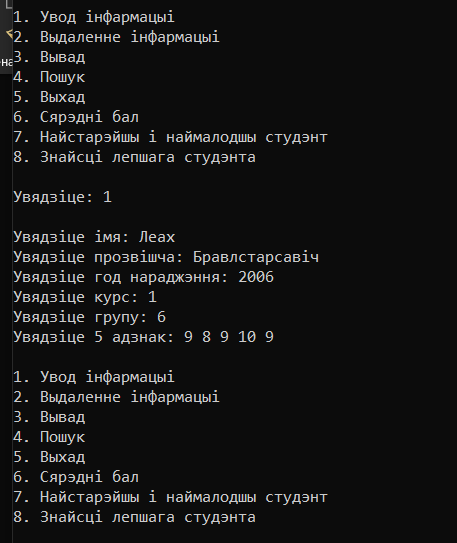 1. Увод інфармацыі
2. Выдаленне інфармацыі
3. Вывад
4. Пошук
5. Выхад
6. Сярэдні бал
7. Найстарэйшы і наймалодшы студэнт
8. Знайсці лепшага студэнта
Увядзіце: 1
Увядзіце імя: Леах
Увядзіце прозвішча: Бравлстарсавіч
Увядзіце год нараджэння: 2006
Увядзіце курс: 1
Увядзіце групу: 6
Увядзіце 5 адзнак: 9 8 9 10 9
1. Увод інфармацыі
2. Выдаленне інфармацыі
3. Вывад
4. Пошук
5. Выхад
6. Сярэдні бал
7. Найстарэйшы і наймалодшы студэнт
8. Знайсці лепшага студэнта